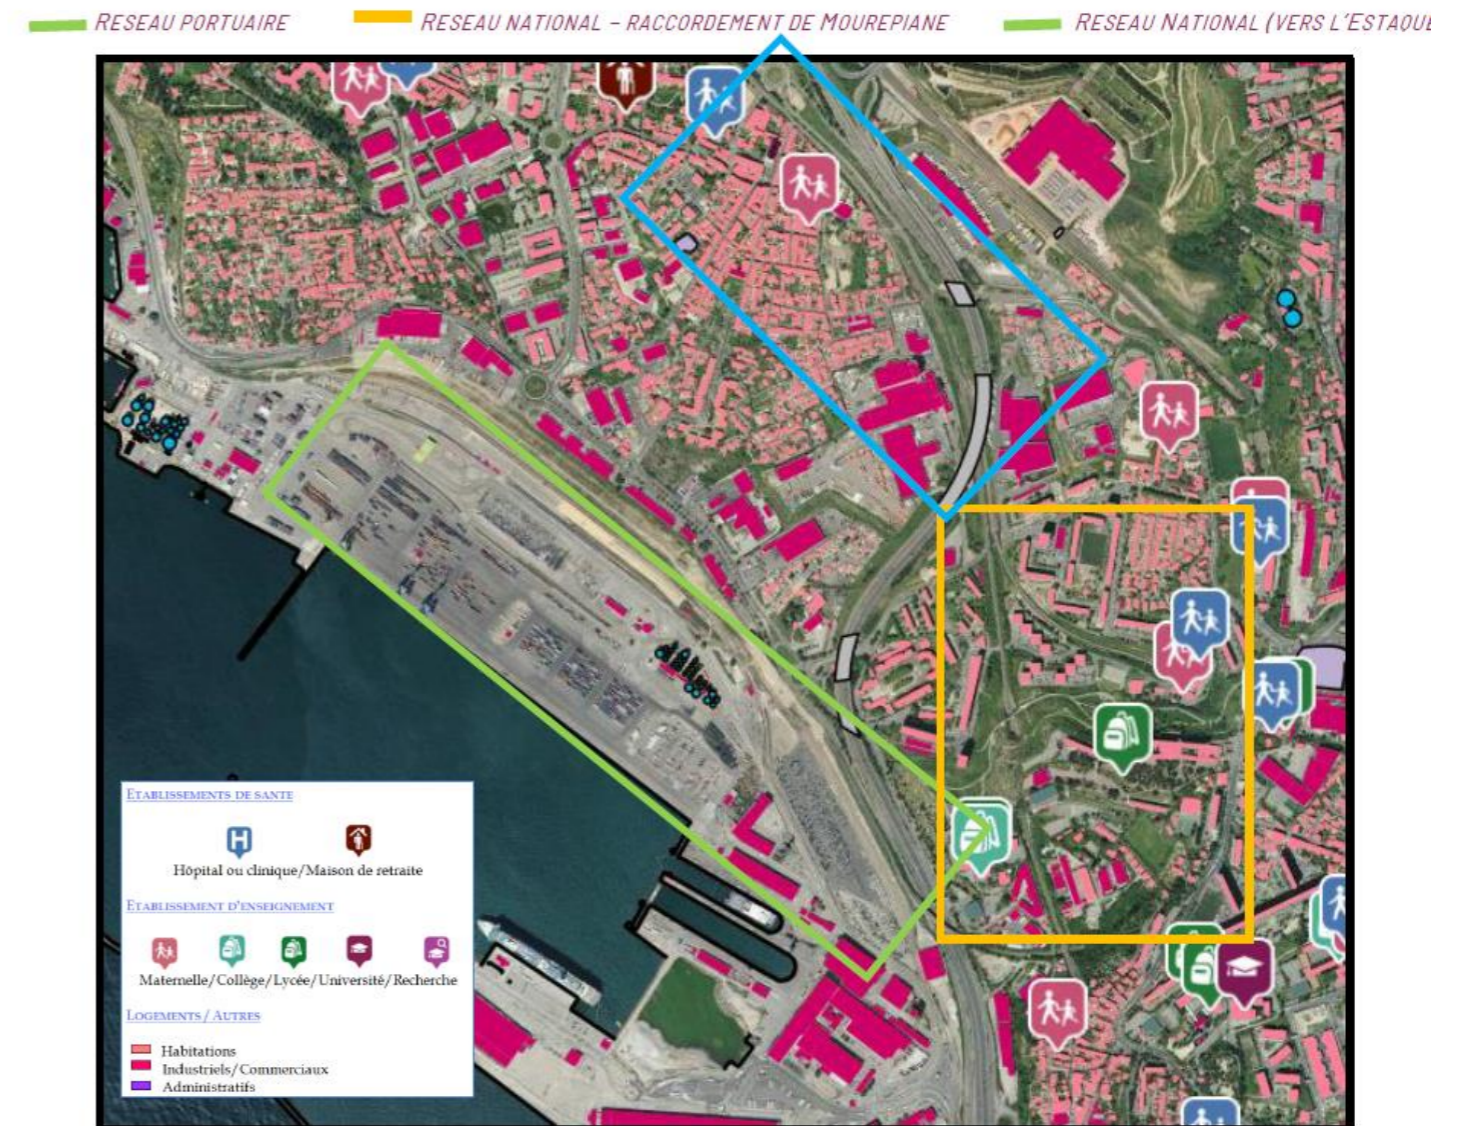 RESEAU PORTUAIRE
RESEAU NATIONAL – RACCORDEMENT DE MOUREPIANE
RESEAU NATIONAL (VERS L'ESTAQUE
ETABLISSEMENTS DE SANTE
H
Hôpital ou clinique/Maison de retraite
ETABLISSEMENT D'ENSEIGNEMENT
Maternelle/Collège/Lycée/Université/Recherche
LOGEMENTS / AUTRES
Habitations
Industriels/Commerciaux
Administratifs